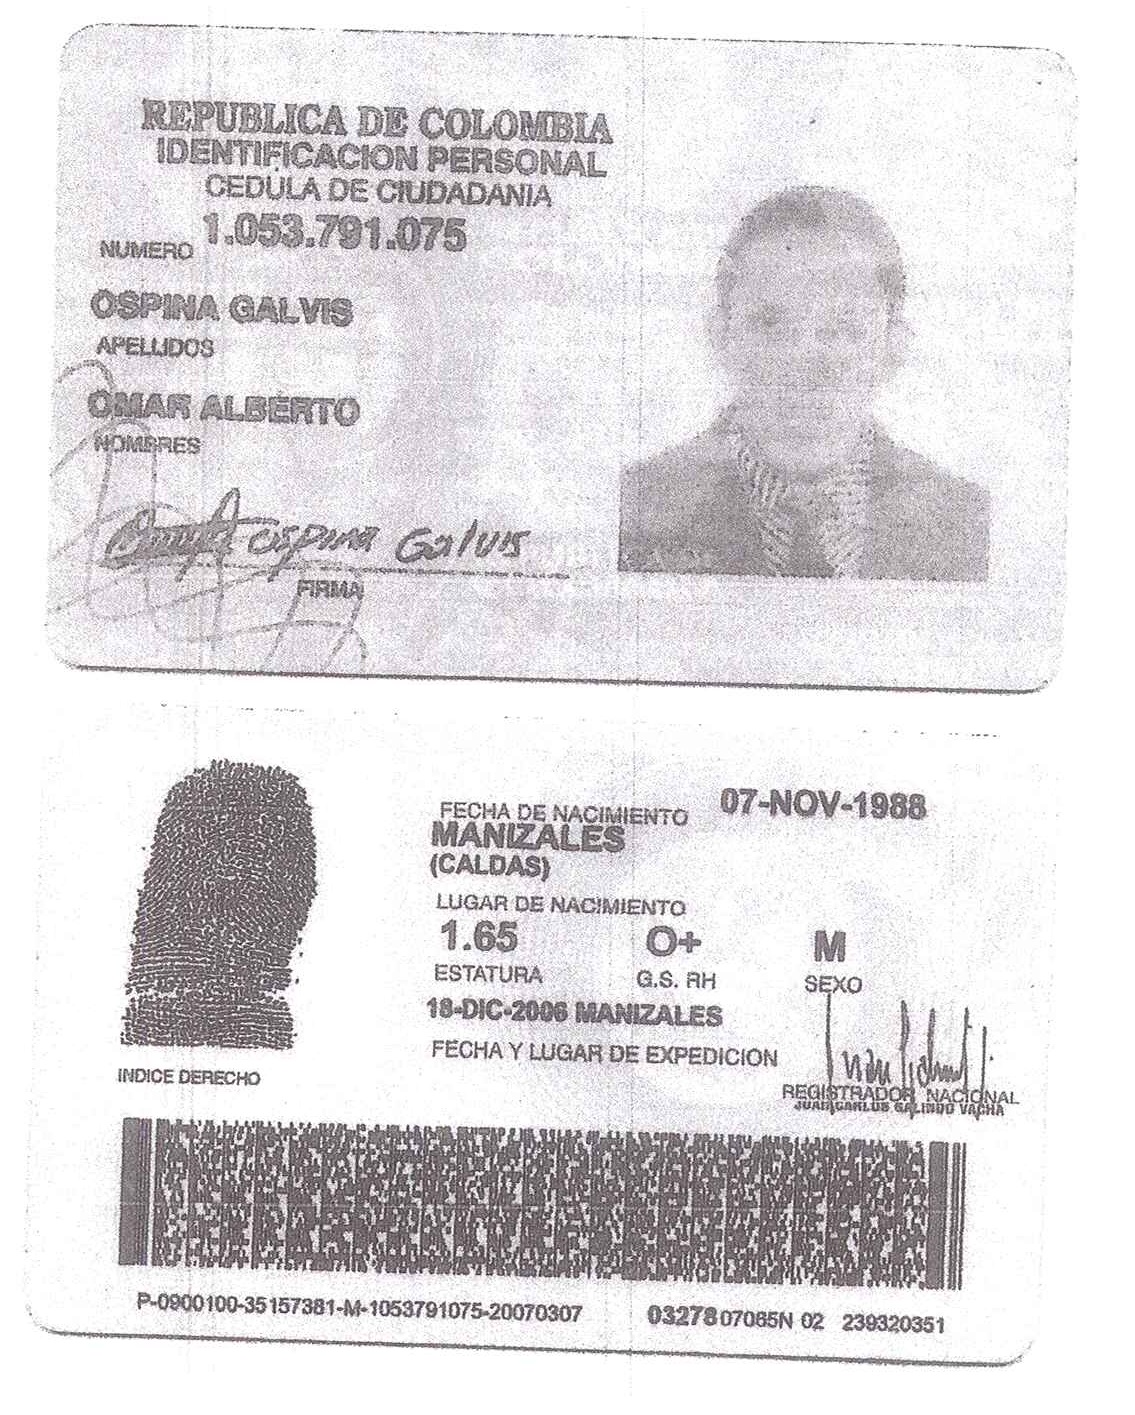 REPUBLICA DE COLOMBIA
IDENTIFICACION PERSONAL
CEDULA DE CIUDADANIA
NUMERO 1.053.791.075
OSPINA GALVIS
APELLIDOS
OMAR ALBERTO
NOMBRES
Ospina Galvis
FIRMA
FECHA DE NACIMIENTO 07-NOV-1988
MANIZALES
(CALDAS)
LUGAR DE NACIMIENTO
1.65 O+ M
ESTATURA G.S. RH SEXO
18-DIC-2006 MANIZALES
FECHA Y LUGAR DE EXPEDICION
INDICE DERECHO
REGISTRADOR NACIONAL
JUAN CARLOS GALINDO VACHA
P-0900100-35157381-M-1053791075-20070307 0327807065N 02 239320351